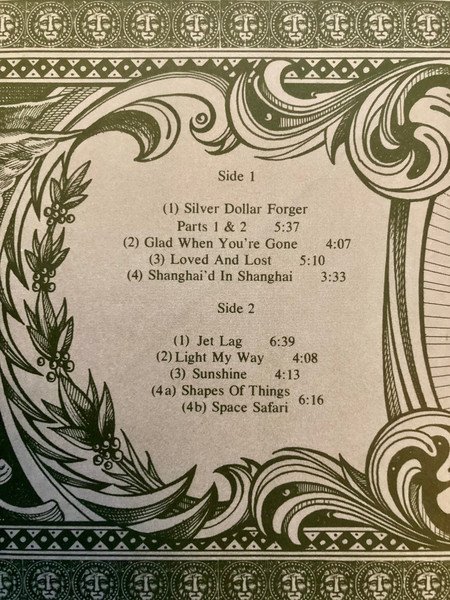 Side 1
(1) Silver Dollar Forger
Parts 1 & 2 5:37
(2) Glad When You're Gone 4:07
(3) Loved And Lost 5:10
(4) Shanghai'd In Shanghai 3:33
Side 2
(1) Jet Lag 6:39
(2) Light My Way 4:08
(3) Sunshine 4:13
(4a) Shapes Of Things
6:16
(4b) Space Safari